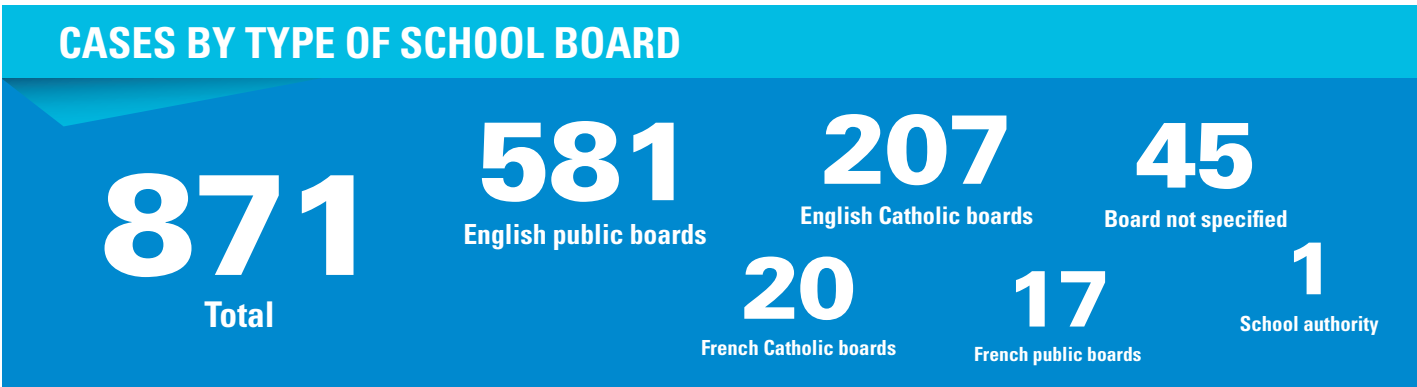 CASES BY TYPE OF SCHOOL BOARD
871
Total
581
English public boards
207
English Catholic boards
45
Board not specified
20
French Catholic boards
17
French public boards
1
School authority